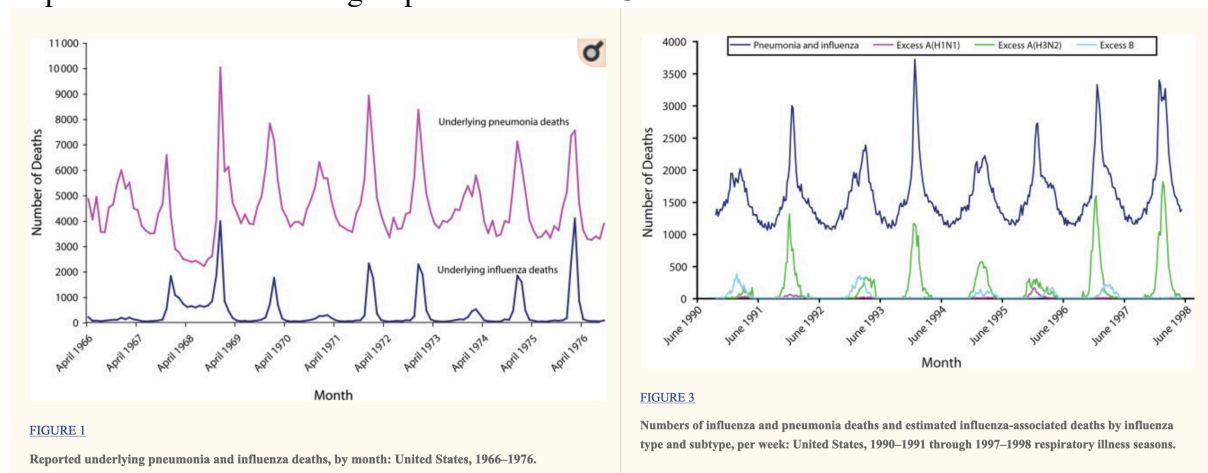 11000
10000
9000
8000
7000
6000
5000
4000
3000
2000
1000
0
Number of Deaths
Underlying pneumonia deaths
Underlying influenza deaths
April 1966
April 1967
April 1968
April 1969
April 1970
April 1971
April 1972
April 1973
April 1974
April 1975
April 1976
Month
FIGURE 1
Reported underlying pneumonia and influenza deaths, by month: United States, 1966–1976.
Pneumonia and influenza
Excess A(H1N1)
Excess A(H3N2)
Excess B
4000
3500
3000
2500
2000
1500
1000
500
0
Number of Deaths
June 1990
June 1991
June 1992
June 1993
June 1994
June 1995
June 1996
June 1997
June 1998
Month
FIGURE 3
Numbers of influenza and pneumonia deaths and estimated influenza-associated deaths by influenza
type and subtype, per week: United States, 1990–1991 through 1997–1998 respiratory illness seasons.